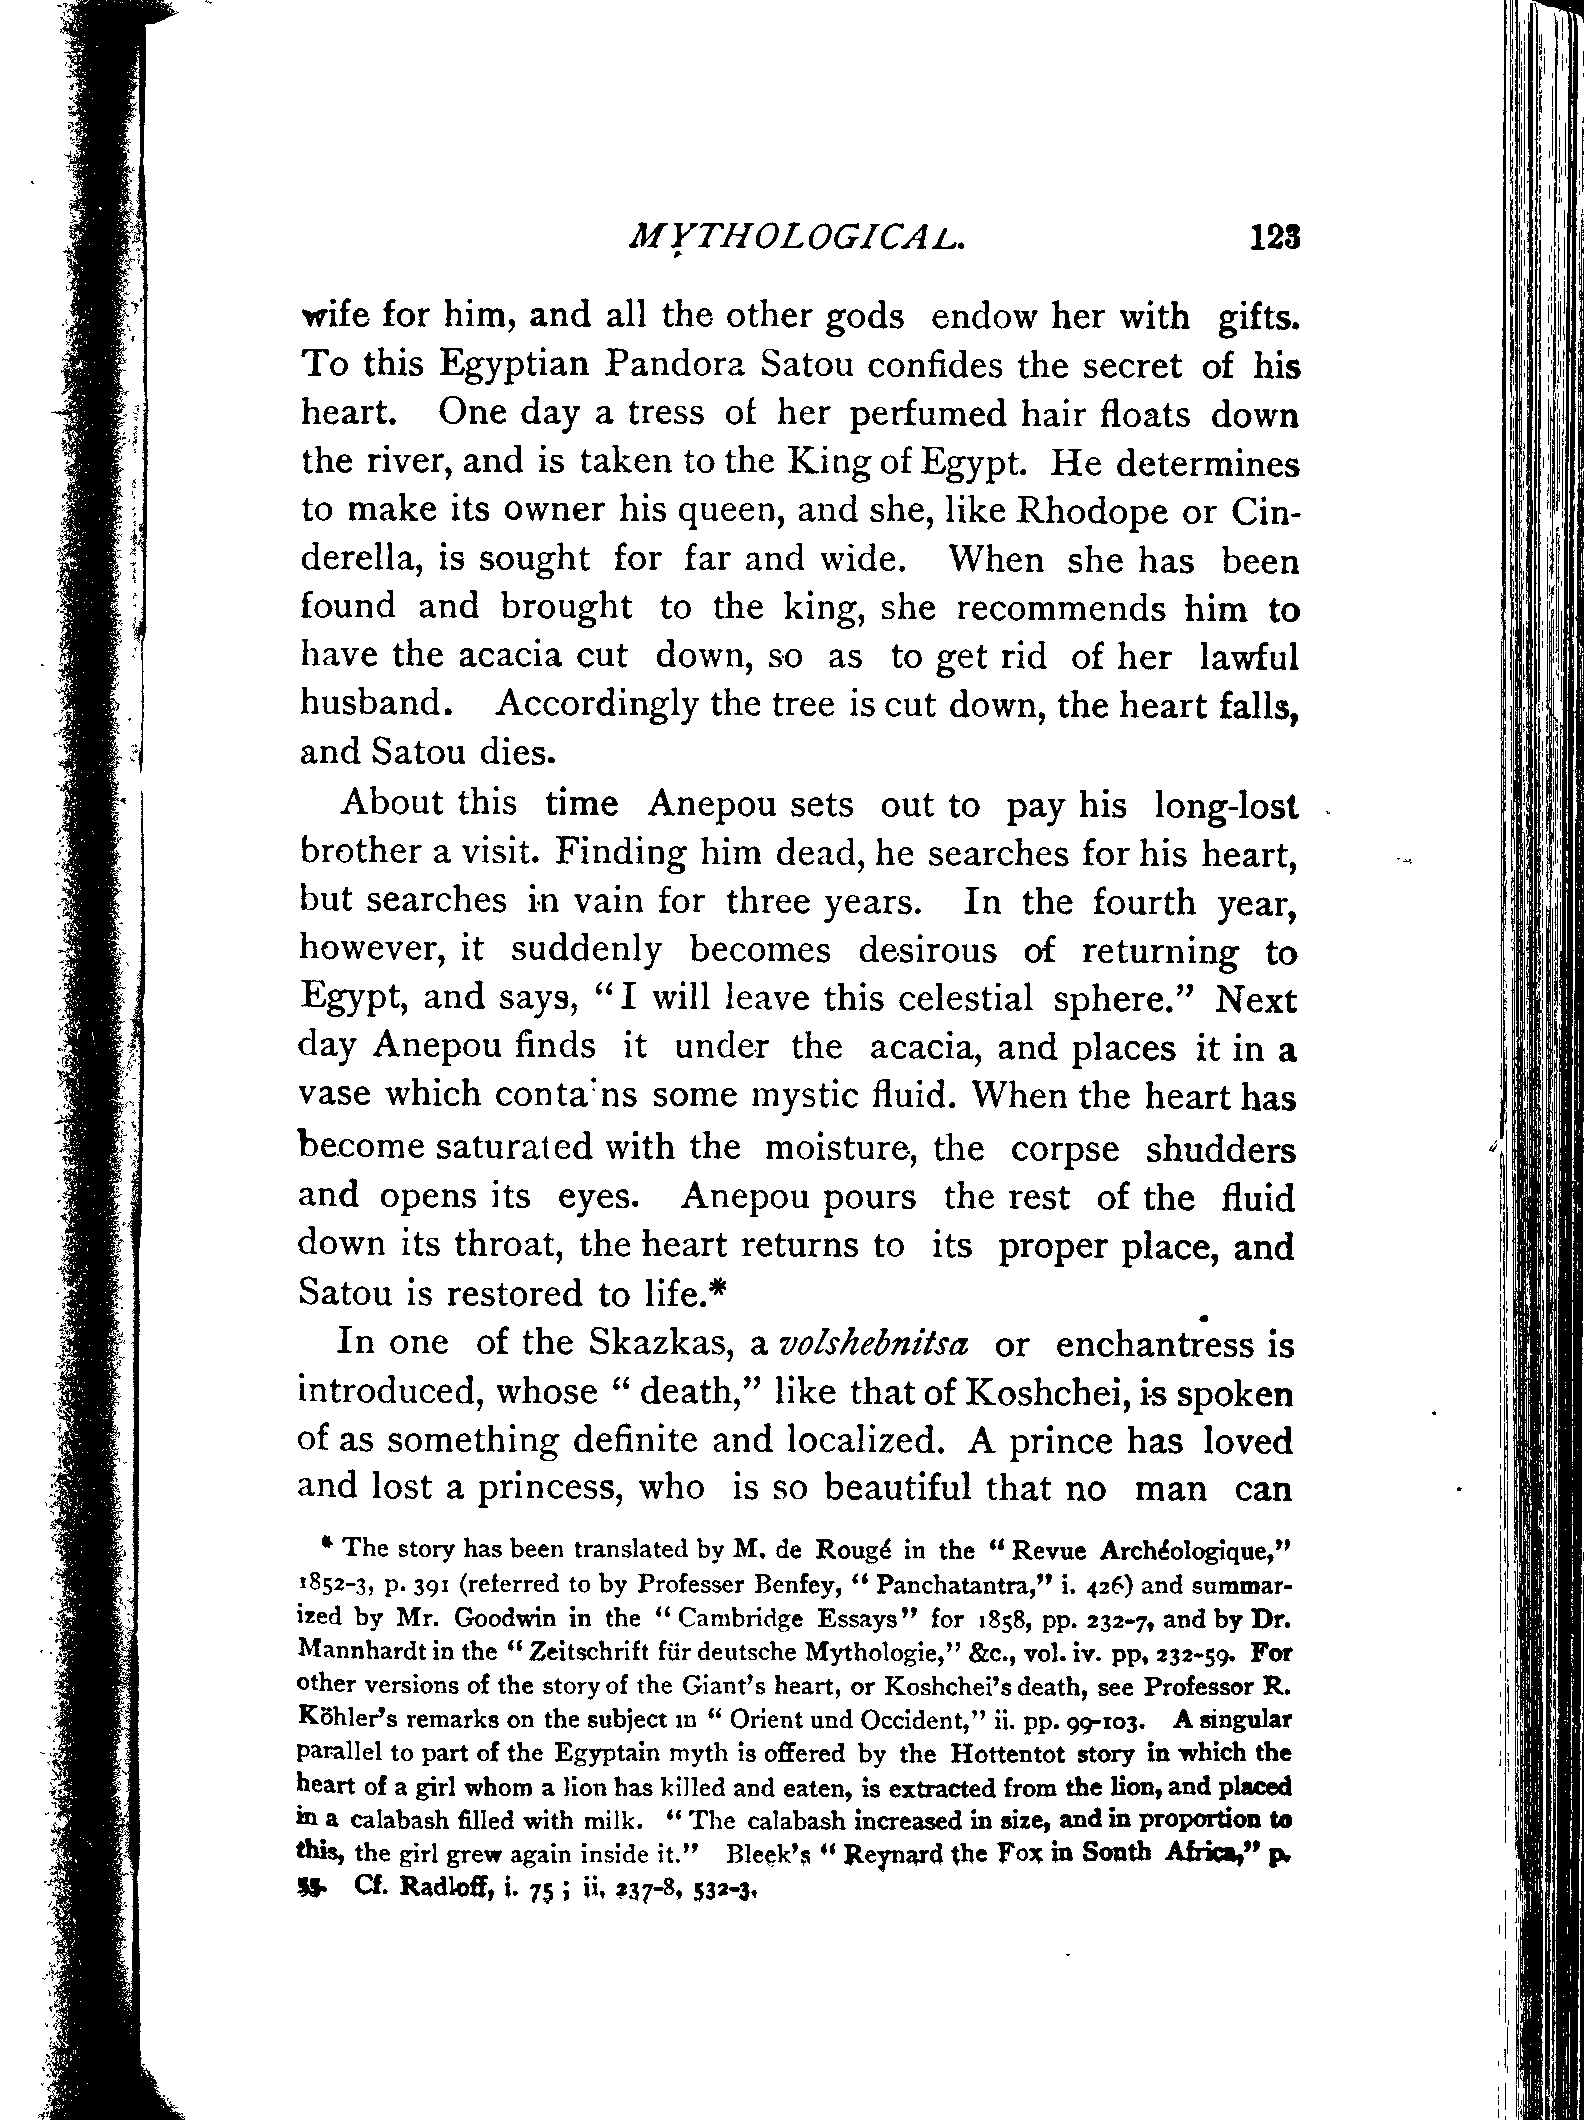 MYTHOLOGICAL. 123
wife for him, and all the other gods endow her with gifts.
To this Egyptian Pandora Satou confides the secret of his
heart. One day a tress of her perfumed hair floats down
the river, and is taken to the King of Egypt. He determines
to make its owner his queen, and she, like Rhodope or Cin-
derella, is sought for far and wide. When she has been
found and brought to the king, she recommends him to
have the acacia cut down, so as to get rid of her lawful
husband. Accordingly the tree is cut down, the heart falls,
and Satou dies.
About this time Anepou sets out to pay his long-lost
brother a visit. Finding him dead, he searches for his heart,
but searches in vain for three years. In the fourth year,
however, it suddenly becomes desirous of returning to
Egypt, and says, “I will leave this celestial sphere.” Next
day Anepou finds it under the acacia, and places it in a
vase which contains some mystic fluid. When the heart has
become saturated with the moisture, the corpse shudders
and opens its eyes. Anepou pours the rest of the fluid
down its throat, the heart returns to its proper place, and
Satou is restored to life.*
In one of the Skazkas, a volshebnitsa or enchantress is
introduced, whose “death,” like that of Koshchei, is spoken
of as something definite and localized. A prince has loved
and lost a princess, who is so beautiful that no man can
* The story has been translated by M. de Rougé in the “Revue Archéologique,”
1852-3, p. 391 (referred to by Professer Benfey, “Panchatantra,” i. 426) and summar-
ized by Mr. Goodwin in the “Cambridge Essays” for 1858, pp. 232-7, and by Dr.
Mannhardt in the “Zeitschrift für deutsche Mythologie,” &c., vol. iv. pp, 232-59. For
other versions of the story of the Giant's heart, or Koshchei's death, see Professor R.
Köhler's remarks on the subject in “Orient und Occident,” ii. pp. 99-103. A singular
parallel to part of the Egyptain myth is offered by the Hottentot story in which the
heart of a girl whom a lion has killed and eaten, is extracted from the lion, and placed
in a calabash filled with milk. “The calabash increased in size, and in proportion to
this, the girl grew again inside it.” Bleek's “Reynard the Fox in South Africa,” p.
55. Cf. Radloff, i. 75; ii, 237-8, 532-3.